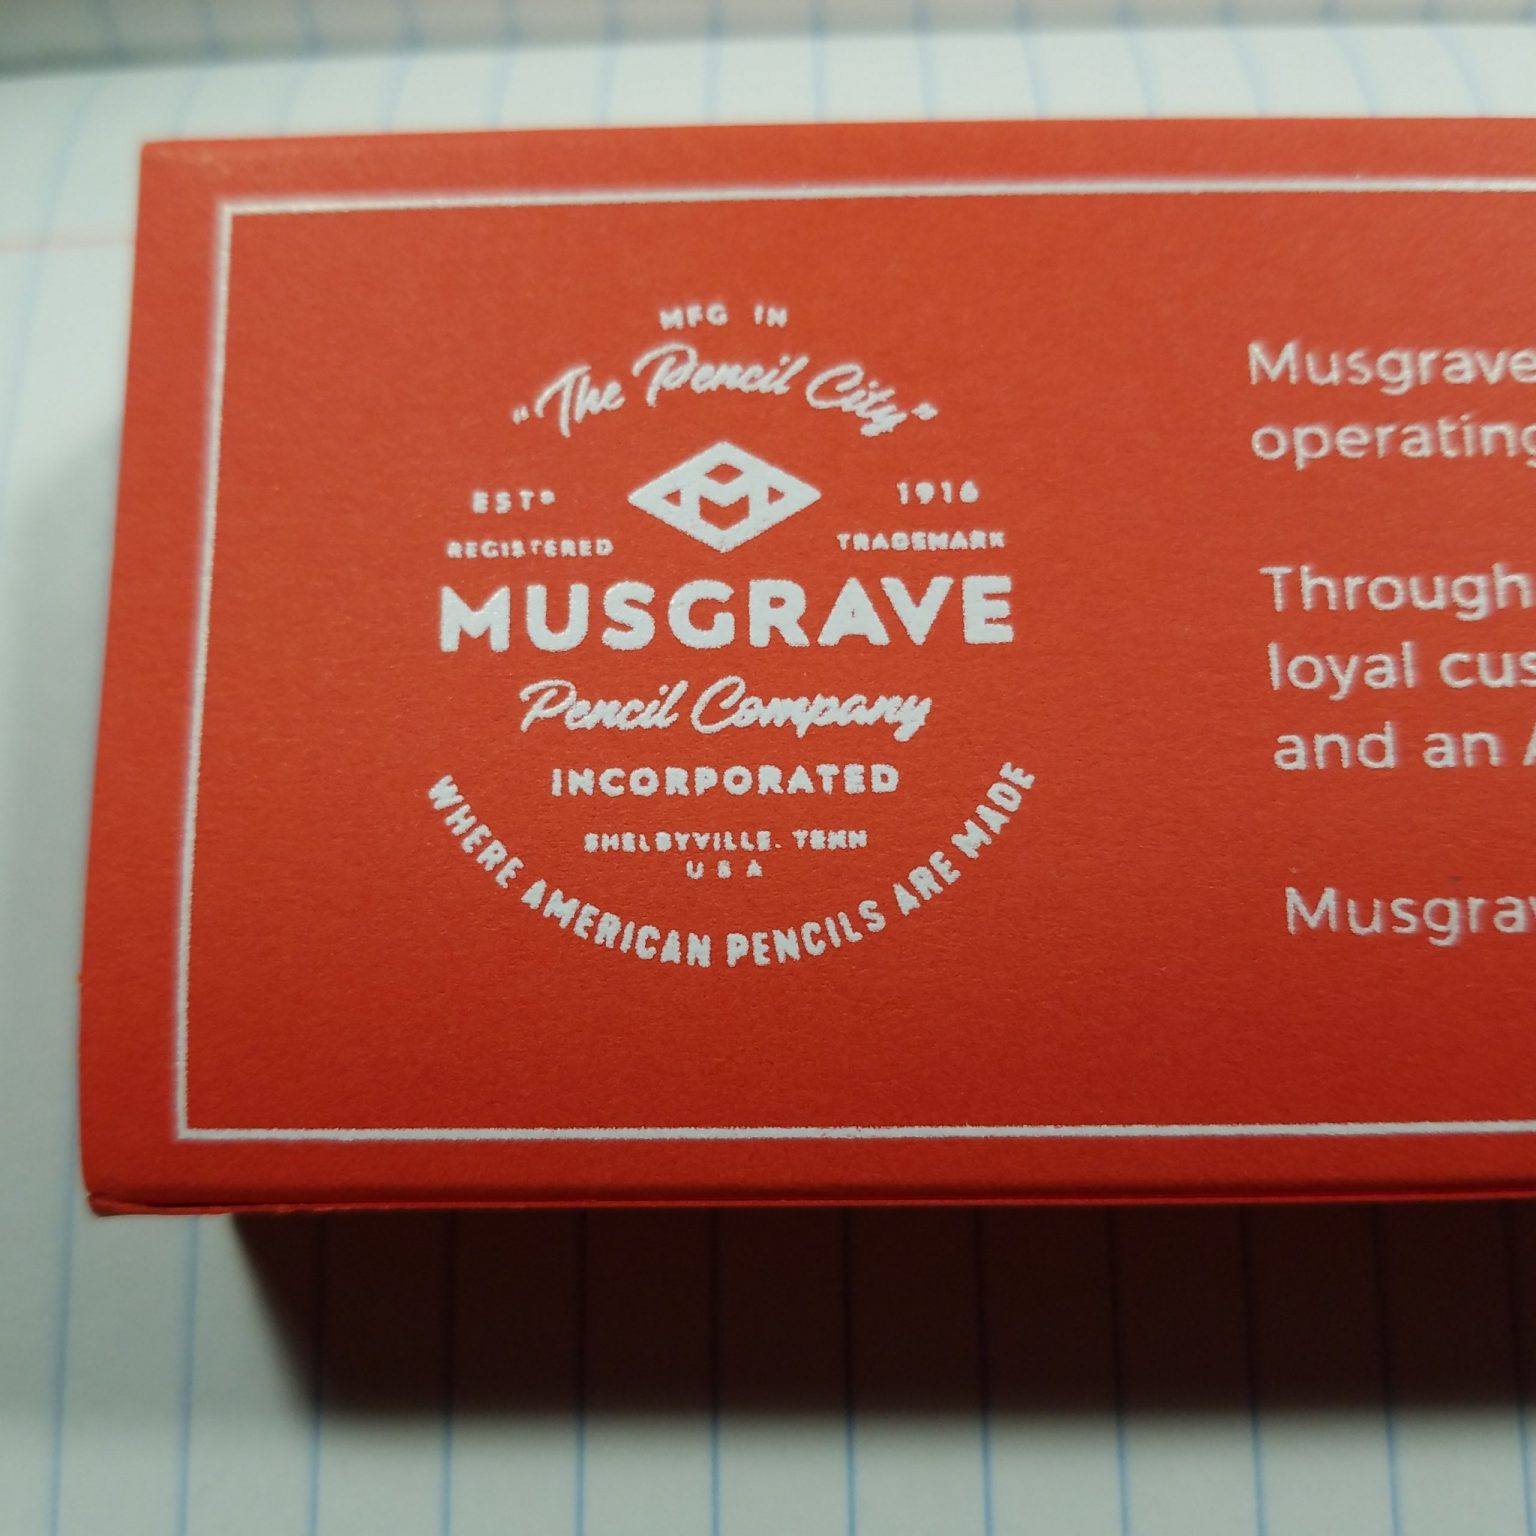 MFG IN
"The Pencil City"
ESTD 1916
REGISTERED TRADEMARK
MUSGRAVE
Pencil Company
INCORPORATED
SHELBYVILLE. TENN
USA
WHERE AMERICAN PENCILS ARE MADE
Musgrave
operating
Through
loyal cus
and an A
Musgrav